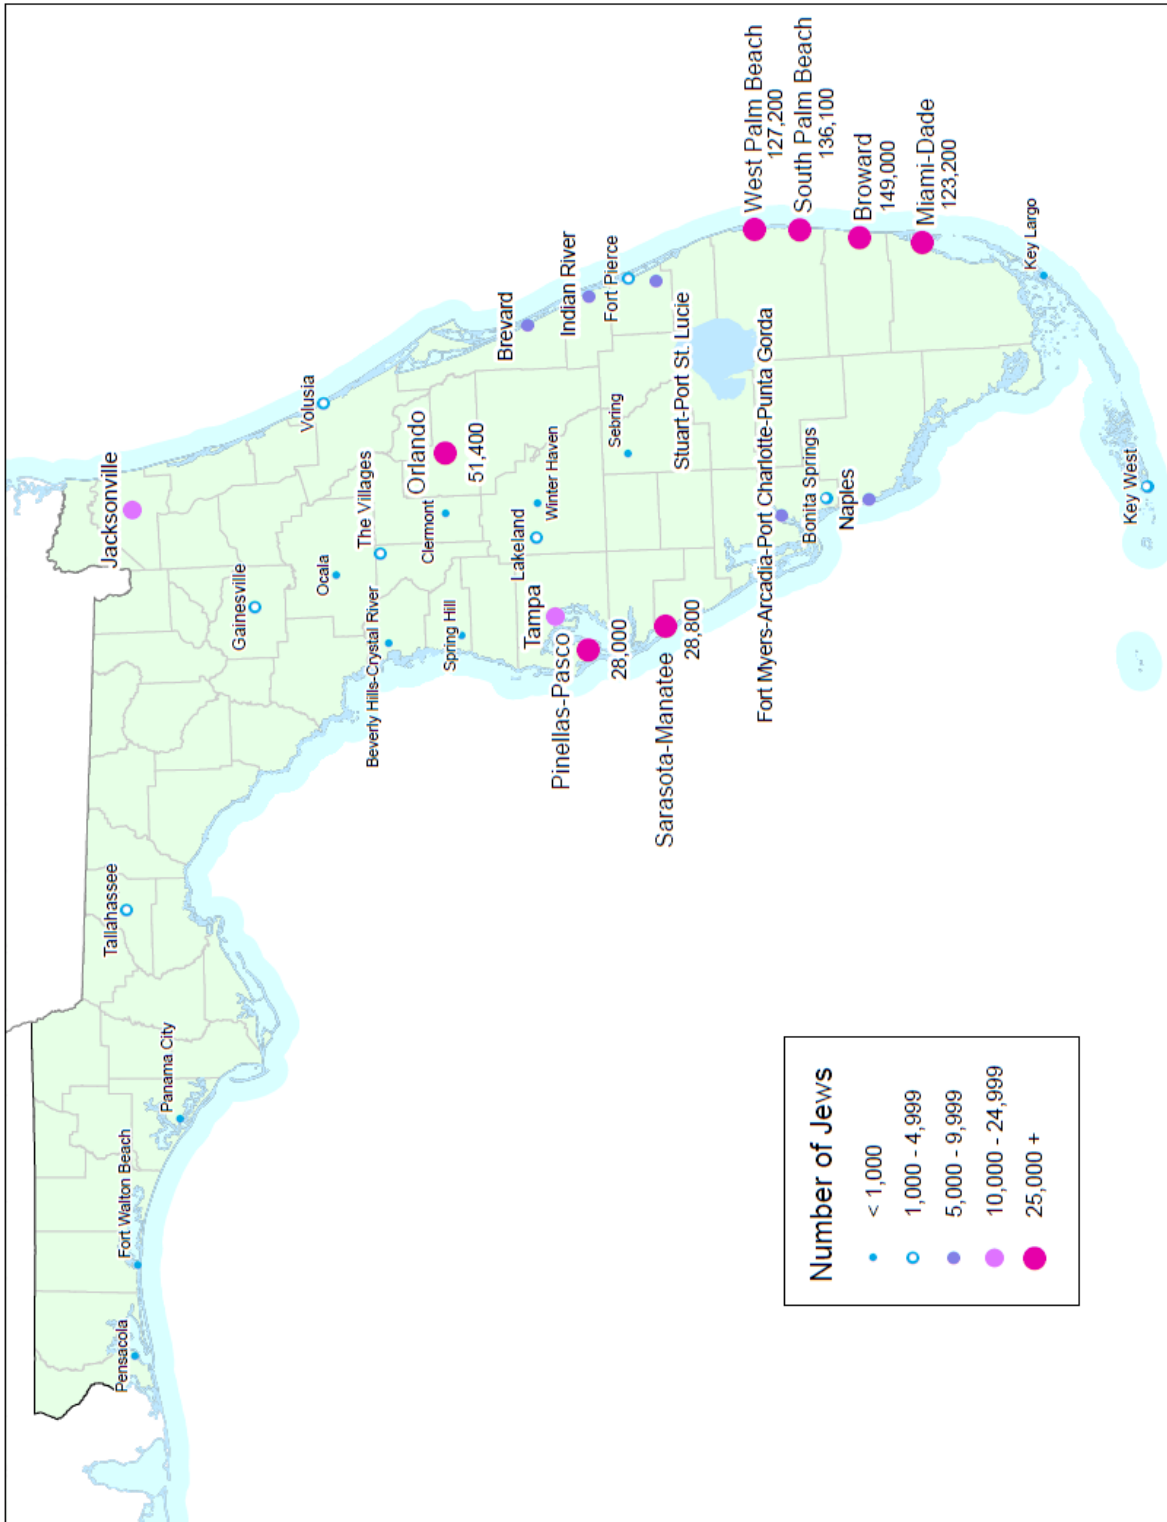 Pensacola
Fort Walton Beach
Panama City
Tallahassee
Jacksonville
Gainesville
Ocala
Volusia
The Villages
Beverly Hills-Crystal River
Orlando
51,400
Clermont
Spring Hill
Brevard
Lakeland
Winter Haven
Tampa
Pinellas-Pasco
28,000
Indian River
Fort Pierce
Sebring
Stuart-Port St. Lucie
Sarasota-Manatee
28,800
West Palm Beach
127,200
South Palm Beach
136,100
Fort Myers-Arcadia-Port Charlotte-Punta Gorda
Bonita Springs
Naples
Broward
149,000
Miami-Dade
123,200
Key Largo
Key West
Number of Jews
< 1,000
1,000 - 4,999
5,000 - 9,999
10,000 - 24,999
25,000 +